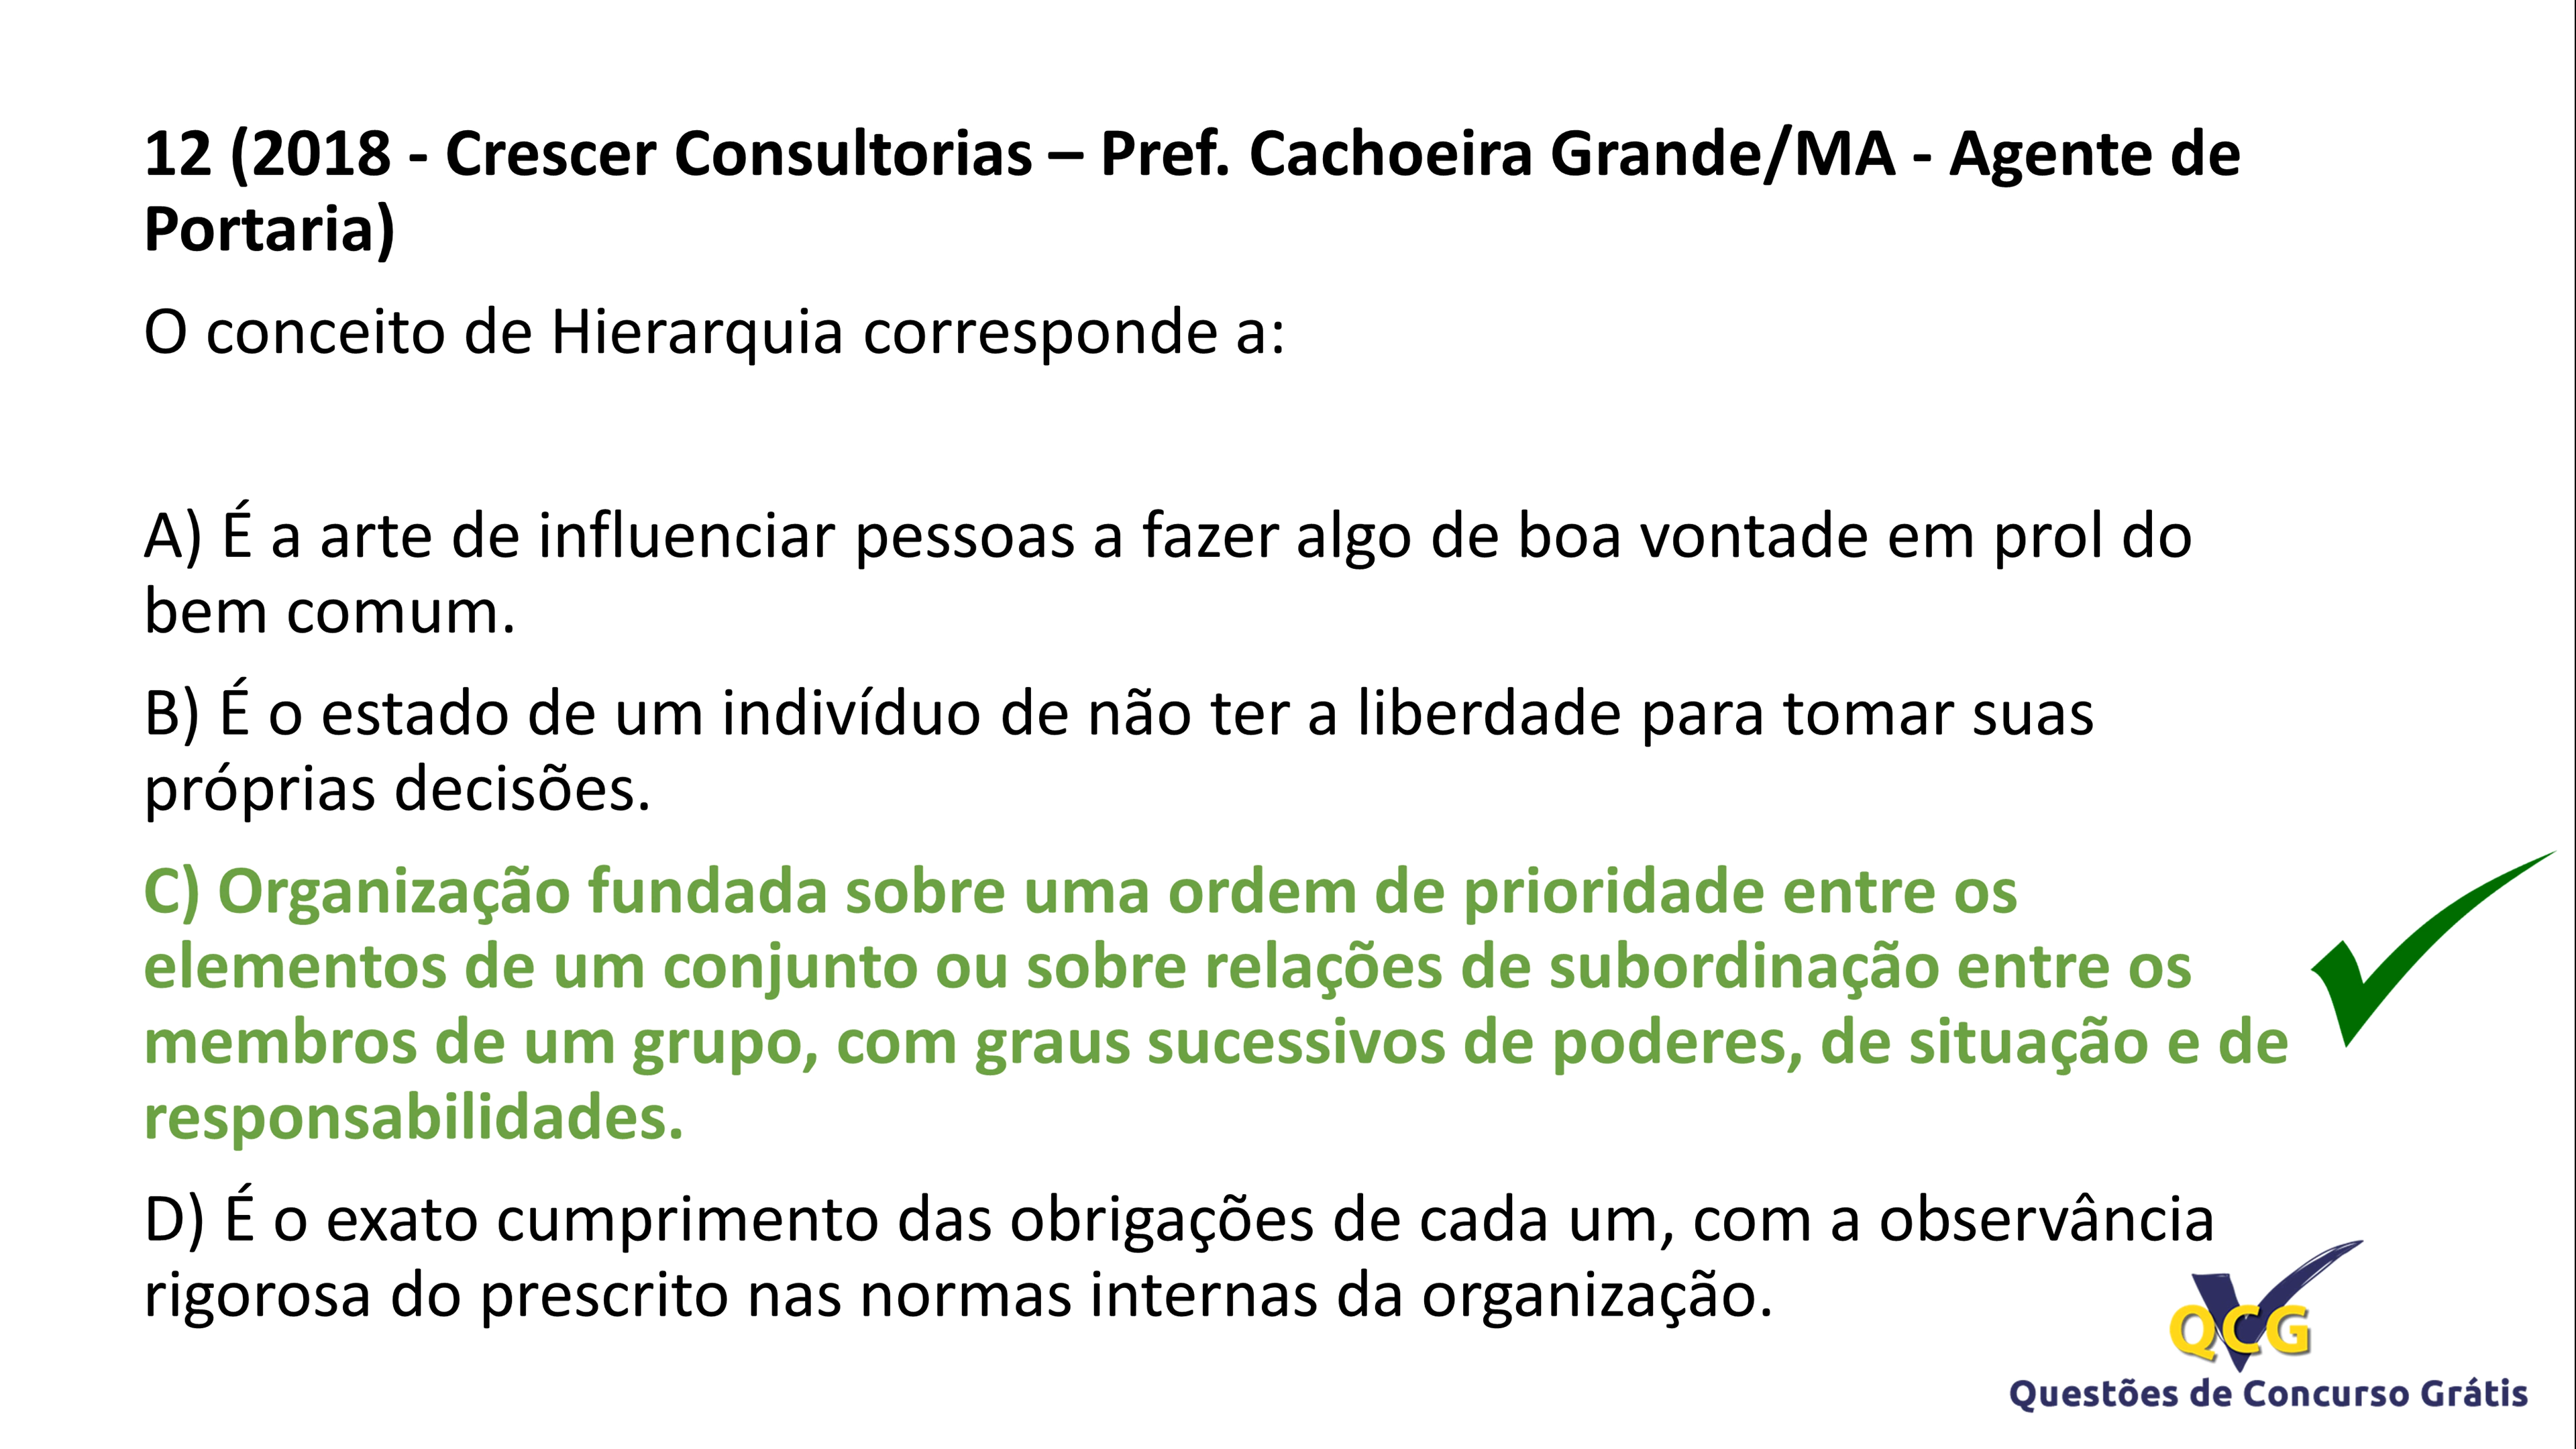 12 (2018 - Crescer Consultorias – Pref. Cachoeira Grande/MA - Agente de
Portaria)
O conceito de Hierarquia corresponde a:
A) É a arte de influenciar pessoas a fazer algo de boa vontade em prol do
bem comum.
B) É o estado de um indivíduo de não ter a liberdade para tomar suas
próprias decisões.
C) Organização fundada sobre uma ordem de prioridade entre os
elementos de um conjunto ou sobre relações de subordinação entre os
membros de um grupo, com graus sucessivos de poderes, de situação e de
responsabilidades.
D) É o exato cumprimento das obrigações de cada um, com a observância
rigorosa do prescrito nas normas internas da organização.
QCG
Questões de Concurso Grátis